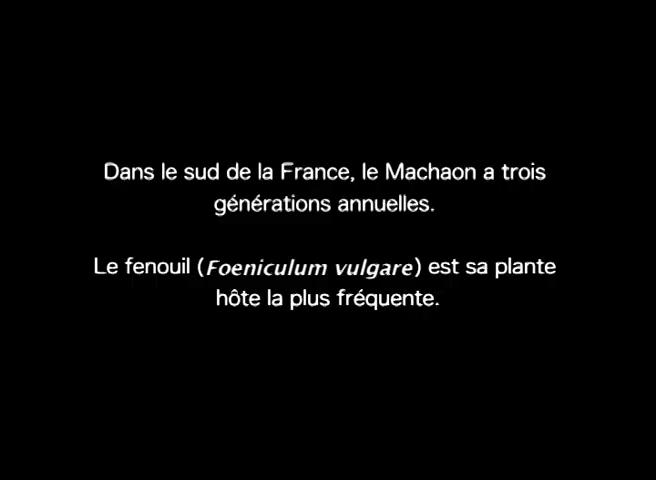 Dans le sud de la France, le Machaon a trois
générations annuelles.
Le fenouil (Foeniculum vulgare) est sa plante
hôte la plus fréquente.